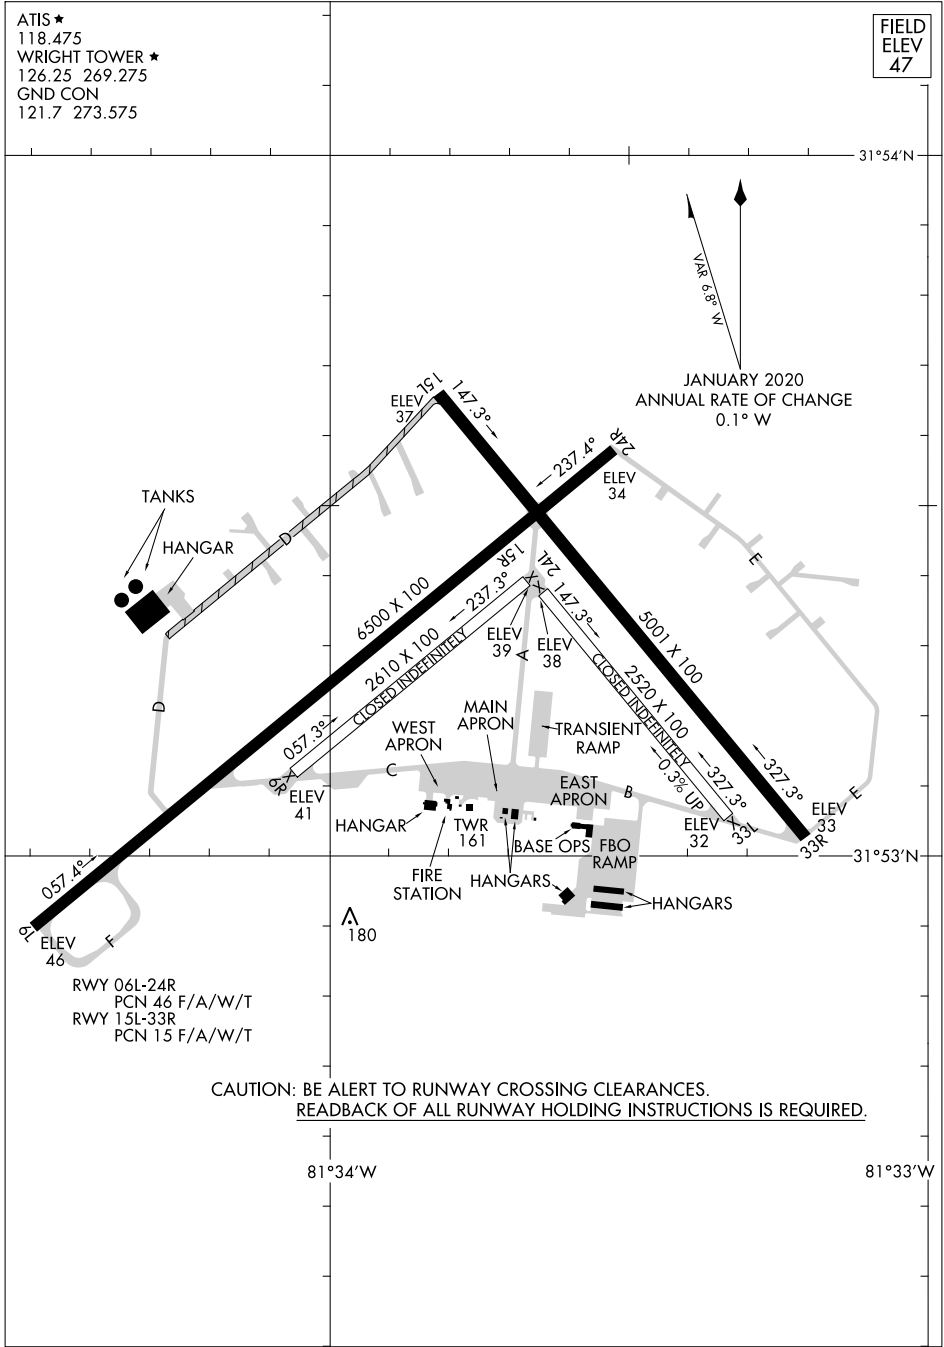 ATIS ★
118.475
WRIGHT TOWER ★
126.25 269.275
GND CON
121.7 273.575
FIELD
ELEV
47
31°54'N
VAR 6.8° W
JANUARY 2020
ANNUAL RATE OF CHANGE
0.1° W
15L
147.3°
ELEV
37
237.4°
24R
ELEV
34
TANKS
HANGAR
D
E
6500 X 100
15R
24L
237.3°
147.3°
5001 X 100
2610 X 100
CLOSED INDEFINITELY
ELEV
39
A
ELEV
38
2520 X 100
CLOSED INDEFINITELY
D
057.3°
X
X
X
X
6R
ELEV
41
WEST
APRON
MAIN
APRON
TRANSIENT
RAMP
C
EAST
APRON
B
0.3% UP
327.3°
327.3°
E
ELEV
33
33R
33L
ELEV
32
HANGAR
TWR
161
BASE OPS
FBO
RAMP
31°53'N
FIRE
STATION
HANGARS
HANGARS
057.4°
180
6L
ELEV
46
F
RWY 06L-24R
PCN 46 F/A/W/T
RWY 15L-33R
PCN 15 F/A/W/T
CAUTION: BE ALERT TO RUNWAY CROSSING CLEARANCES.
READBACK OF ALL RUNWAY HOLDING INSTRUCTIONS IS REQUIRED.
81°34'W
81°33'W